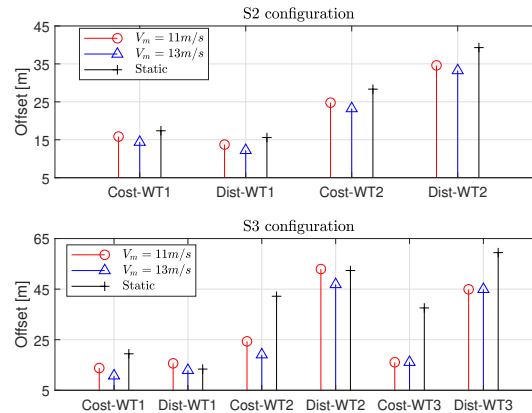 S2 configuration
45
35
25
15
5
Offset [m]
V_m = 11m/s
V_m = 13m/s
Static
Cost-WT1 Dist-WT1 Cost-WT2 Dist-WT2
S3 configuration
65
45
25
5
Offset [m]
V_m = 11m/s
V_m = 13m/s
Static
Cost-WT1 Dist-WT1 Cost-WT2 Dist-WT2 Cost-WT3 Dist-WT3